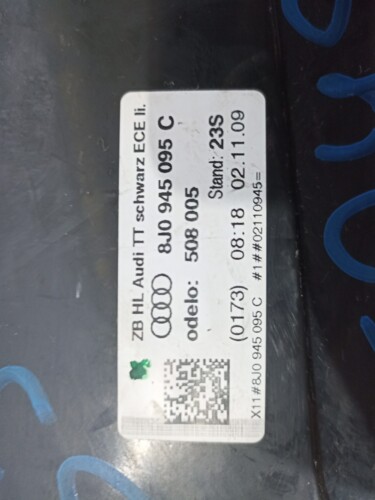 ZB HL Audi TT schwarz ECE li.
8J0 945 095 C
odelo: 508 005 Stand: 23S
(0173) 08:18 02.11.09
X11#8J0 945 095 C #1##02110945=